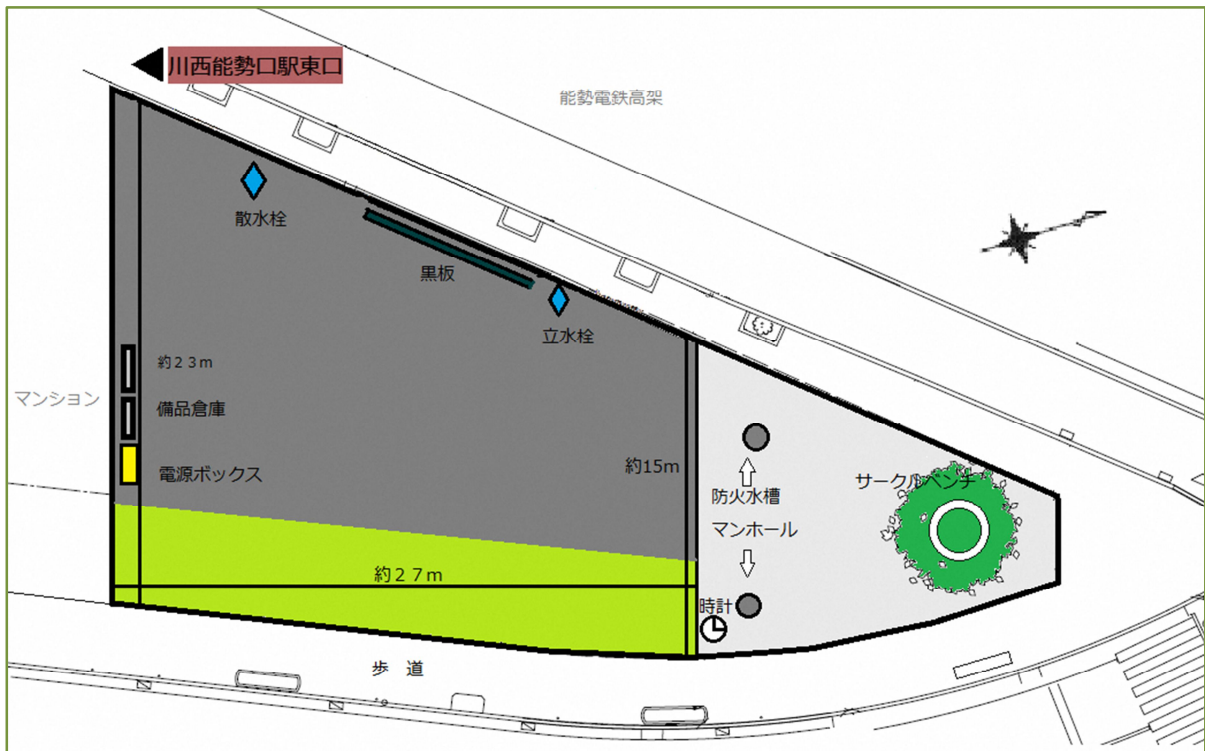 川西能勢口駅東口
能勢電鉄高架
散水栓
黒板
立水栓
約２３ｍ
マンション
備品倉庫
電源ボックス
約15m
サークルベンチ
防火水槽
マンホール
約２７ｍ
時計
歩　道